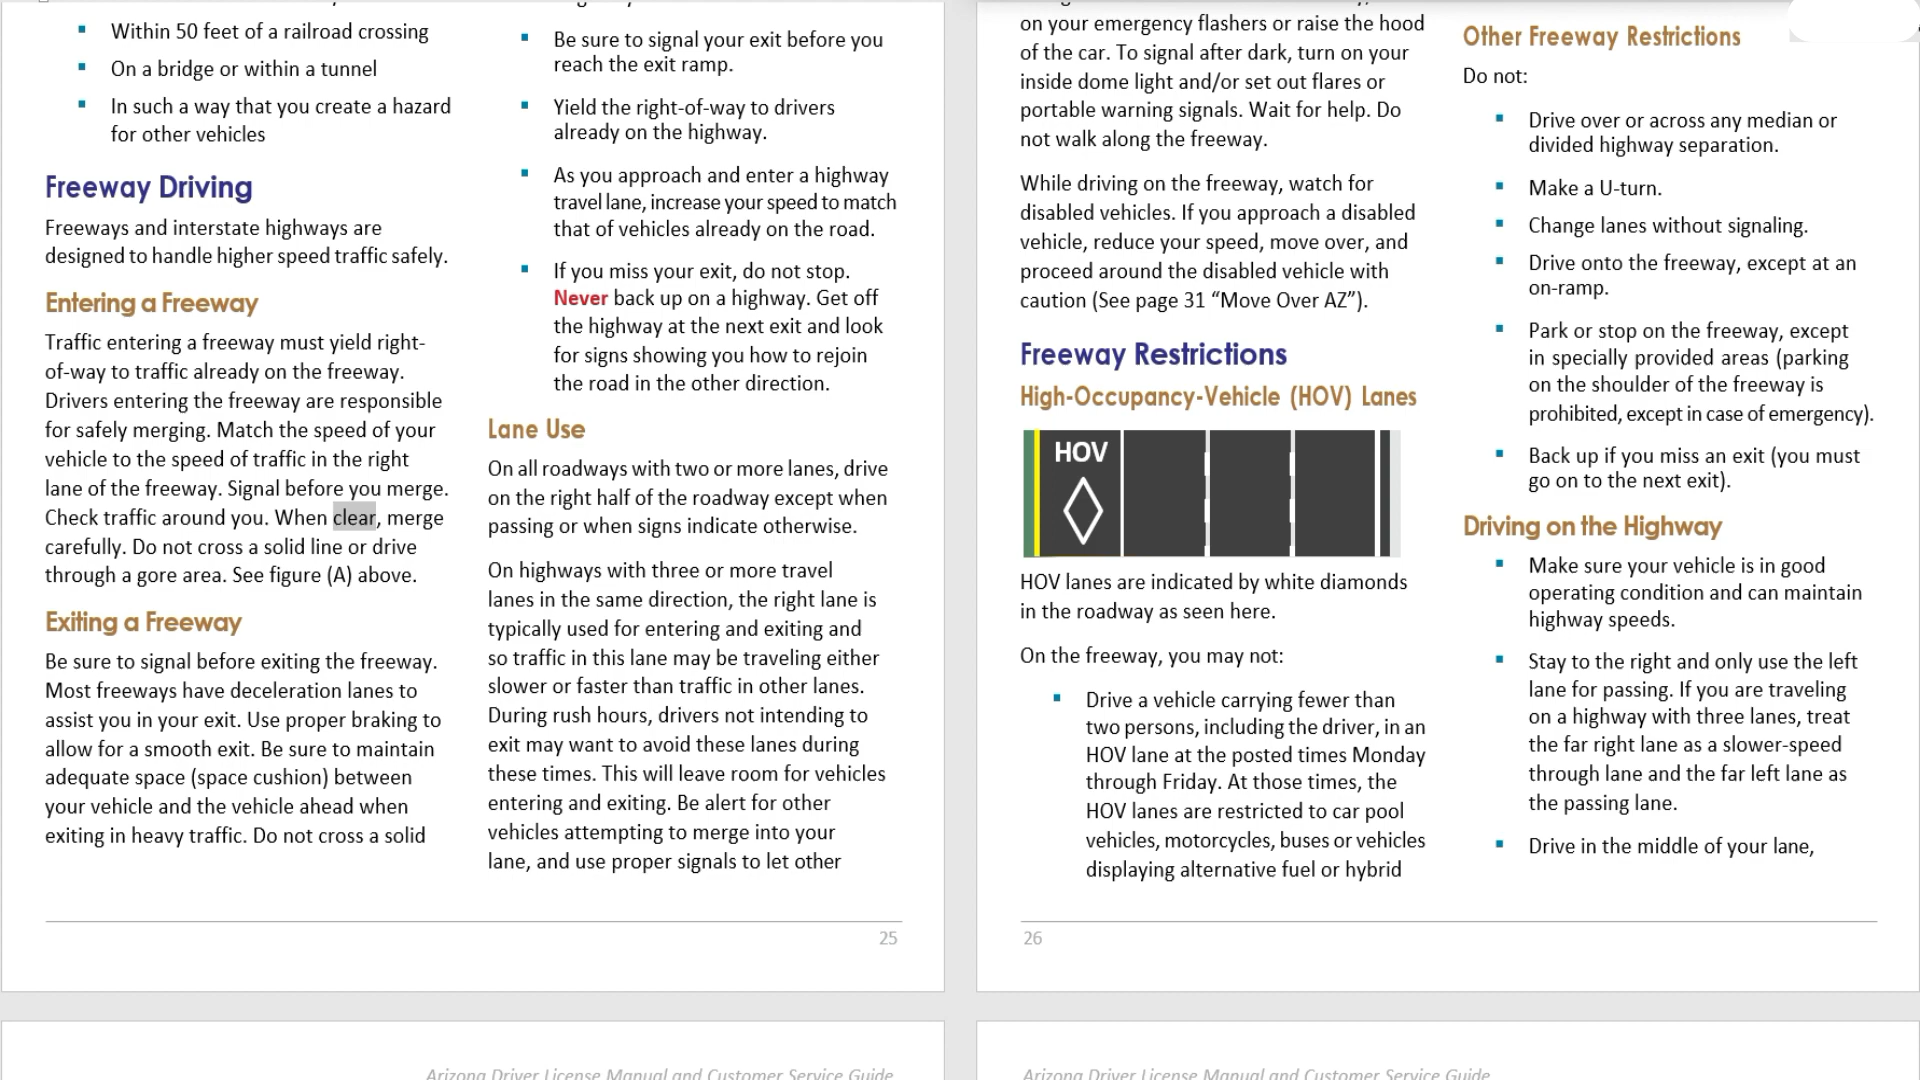 Within 50 feet of a railroad crossing
On a bridge or within a tunnel
In such a way that you create a hazard
for other vehicles
Freeway Driving
Freeways and interstate highways are
designed to handle higher speed traffic safely.
Entering a Freeway
Traffic entering a freeway must yield right-
of-way to traffic already on the freeway.
Drivers entering the freeway are responsible
for safely merging. Match the speed of your
vehicle to the speed of traffic in the right
lane of the freeway. Signal before you merge.
Check traffic around you. When clear, merge
carefully. Do not cross a solid line or drive
through a gore area. See figure (A) above.
Exiting a Freeway
Be sure to signal before exiting the freeway.
Most freeways have deceleration lanes to
assist you in your exit. Use proper braking to
allow for a smooth exit. Be sure to maintain
adequate space (space cushion) between
your vehicle and the vehicle ahead when
exiting in heavy traffic. Do not cross a solid
Be sure to signal your exit before you
reach the exit ramp.
Yield the right-of-way to drivers
already on the highway.
As you approach and enter a highway
travel lane, increase your speed to match
that of vehicles already on the road.
If you miss your exit, do not stop.
Never back up on a highway. Get off
the highway at the next exit and look
for signs showing you how to rejoin
the road in the other direction.
Lane Use
On all roadways with two or more lanes, drive
on the right half of the roadway except when
passing or when signs indicate otherwise.
On highways with three or more travel
lanes in the same direction, the right lane is
typically used for entering and exiting and
so traffic in this lane may be traveling either
slower or faster than traffic in other lanes.
During rush hours, drivers not intending to
exit may want to avoid these lanes during
these times. This will leave room for vehicles
entering and exiting. Be alert for other
vehicles attempting to merge into your
lane, and use proper signals to let other
25
on your emergency flashers or raise the hood
of the car. To signal after dark, turn on your
inside dome light and/or set out flares or
portable warning signals. Wait for help. Do
not walk along the freeway.
While driving on the freeway, watch for
disabled vehicles. If you approach a disabled
vehicle, reduce your speed, move over, and
proceed around the disabled vehicle with
caution (See page 31 “Move Over AZ”).
Freeway Restrictions
High-Occupancy-Vehicle (HOV) Lanes
HOV
HOV lanes are indicated by white diamonds
in the roadway as seen here.
On the freeway, you may not:
Drive a vehicle carrying fewer than
two persons, including the driver, in an
HOV lane at the posted times Monday
through Friday. At those times, the
HOV lanes are restricted to car pool
vehicles, motorcycles, buses or vehicles
displaying alternative fuel or hybrid
Other Freeway Restrictions
Do not:
Drive over or across any median or
divided highway separation.
Make a U-turn.
Change lanes without signaling.
Drive onto the freeway, except at an
on-ramp.
Park or stop on the freeway, except
in specially provided areas (parking
on the shoulder of the freeway is
prohibited, except in case of emergency).
Back up if you miss an exit (you must
go on to the next exit).
Driving on the Highway
Make sure your vehicle is in good
operating condition and can maintain
highway speeds.
Stay to the right and only use the left
lane for passing. If you are traveling
on a highway with three lanes, treat
the far right lane as a slower-speed
through lane and the far left lane as
the passing lane.
Drive in the middle of your lane,
26
Arizona Driver License Manual and Customer Service Guide
Arizona Driver License Manual and Customer Service Guide